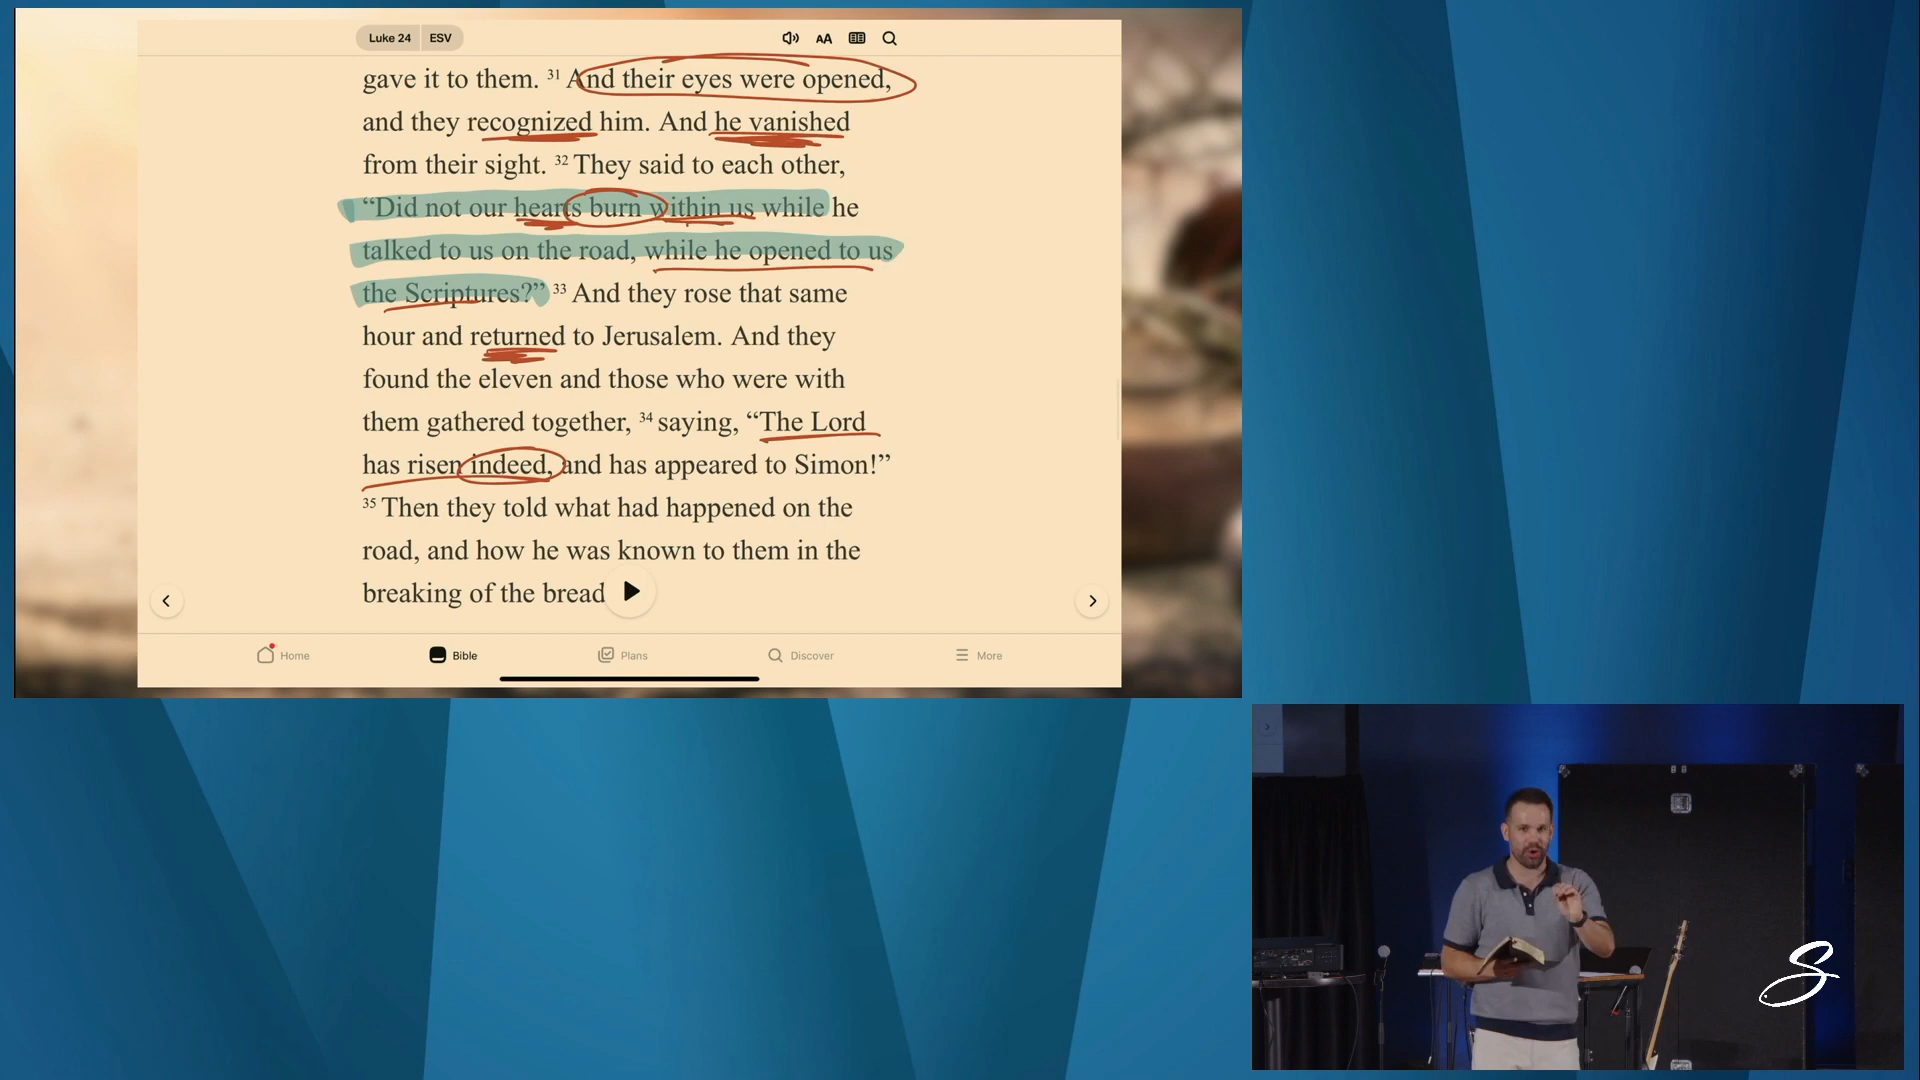 Luke 24 ESV
gave it to them. 31 And their eyes were opened,
and they recognized him. And he vanished
from their sight. 32 They said to each other,
“Did not our hearts burn within us while he
talked to us on the road, while he opened to us
the Scriptures?” 33 And they rose that same
hour and returned to Jerusalem. And they
found the eleven and those who were with
them gathered together, 34 saying, “The Lord
has risen indeed, and has appeared to Simon!”
35 Then they told what had happened on the
road, and how he was known to them in the
breaking of the bread
Home Bible Plans Discover More